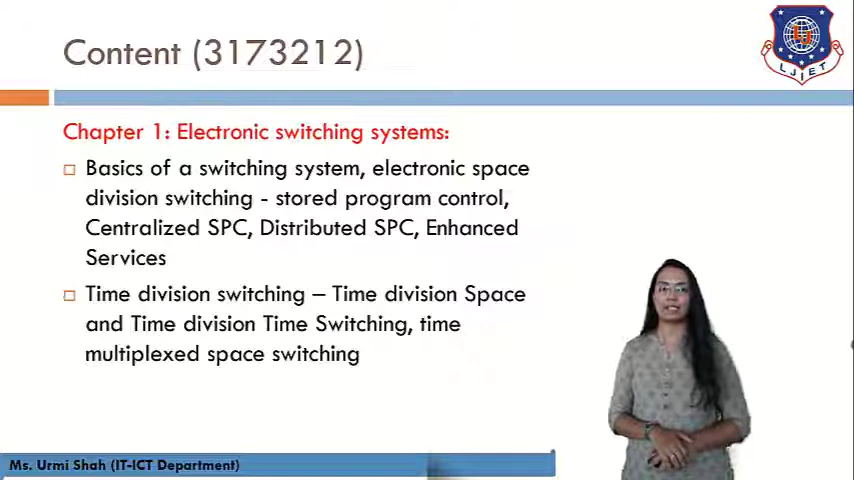 Content (3173212)
LJIET
Chapter 1: Electronic switching systems:
Basics of a switching system, electronic space
division switching - stored program control,
Centralized SPC, Distributed SPC, Enhanced
Services
Time division switching – Time division Space
and Time division Time Switching, time
multiplexed space switching
Ms. Urmi Shah (IT-ICT Department)